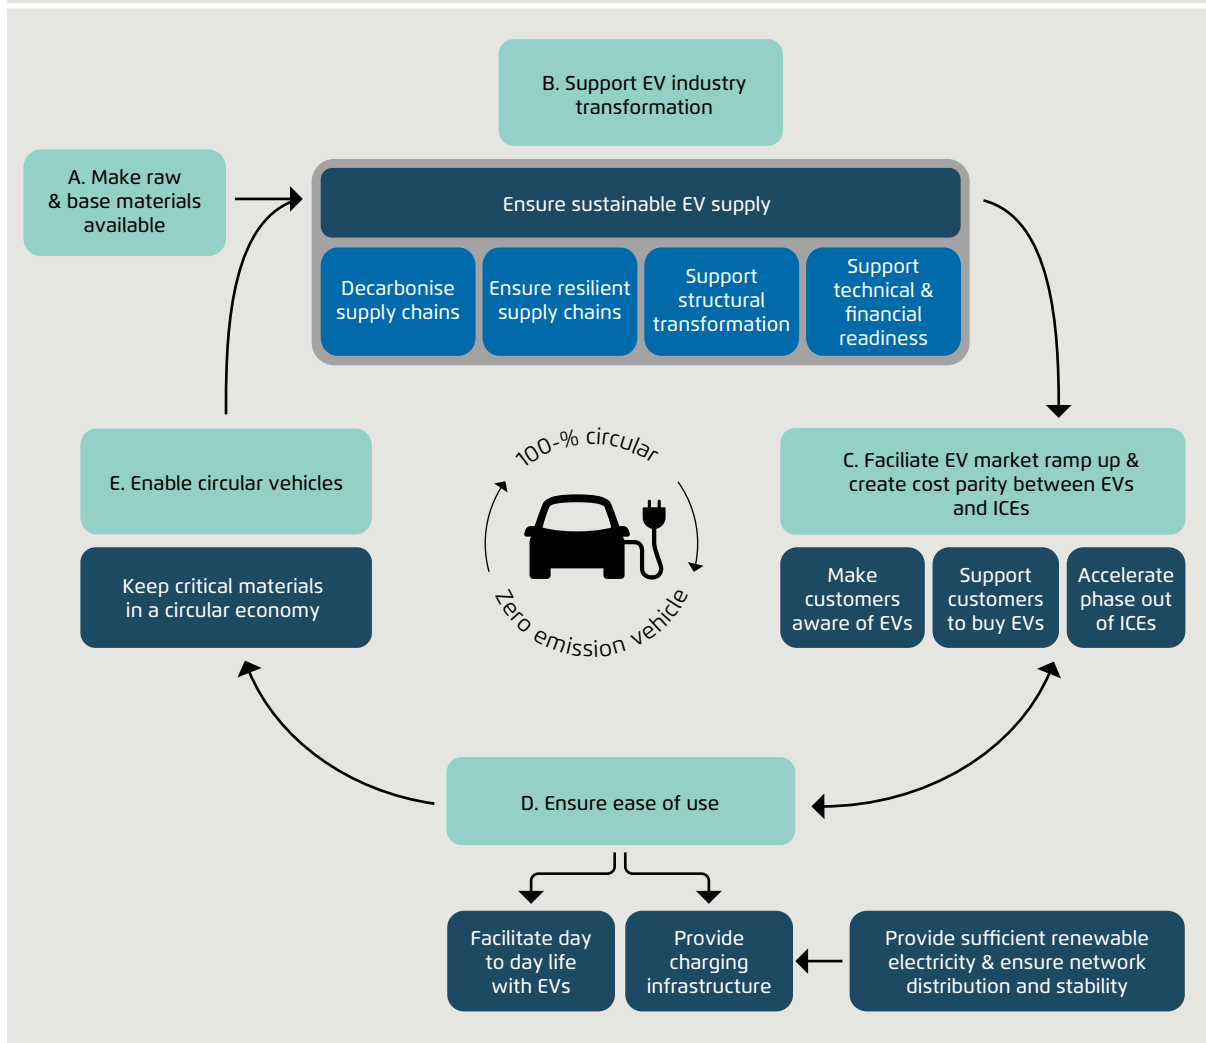 B. Support EV industry
transformation
A. Make raw
& base materials
available
Ensure sustainable EV supply
Decarbonise
supply chains
Ensure resilient
supply chains
Support
structural
transformation
Support
technical &
financial
readiness
E. Enable circular vehicles
Keep critical materials
in a circular economy
100-% circular
Zero emission vehicle
C. Faciliate EV market ramp up &
create cost parity between EVs
and ICEs
Make
customers
aware of EVs
Support
customers
to buy EVs
Accelerate
phase out
of ICEs
D. Ensure ease of use
Facilitate day
to day life
with EVs
Provide
charging
infrastructure
Provide sufficient renewable
electricity & ensure network
distribution and stability